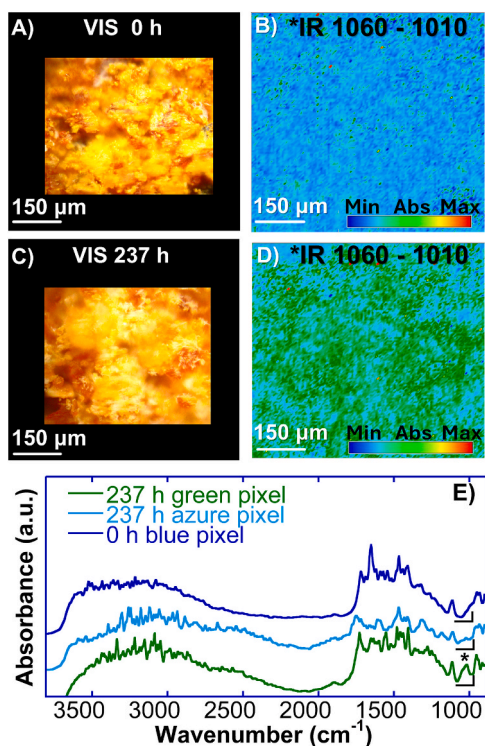 A) VIS 0 h
150 µm
B) *IR 1060 - 1010
150 µm
Min Abs Max
C) VIS 237 h
150 µm
D) *IR 1060 - 1010
150 µm
Min Abs Max
E)
237 h green pixel
237 h azure pixel
0 h blue pixel
*
Absorbance (a.u.)
3500 3000 2500 2000 1500 1000
Wavenumber (cm⁻¹)